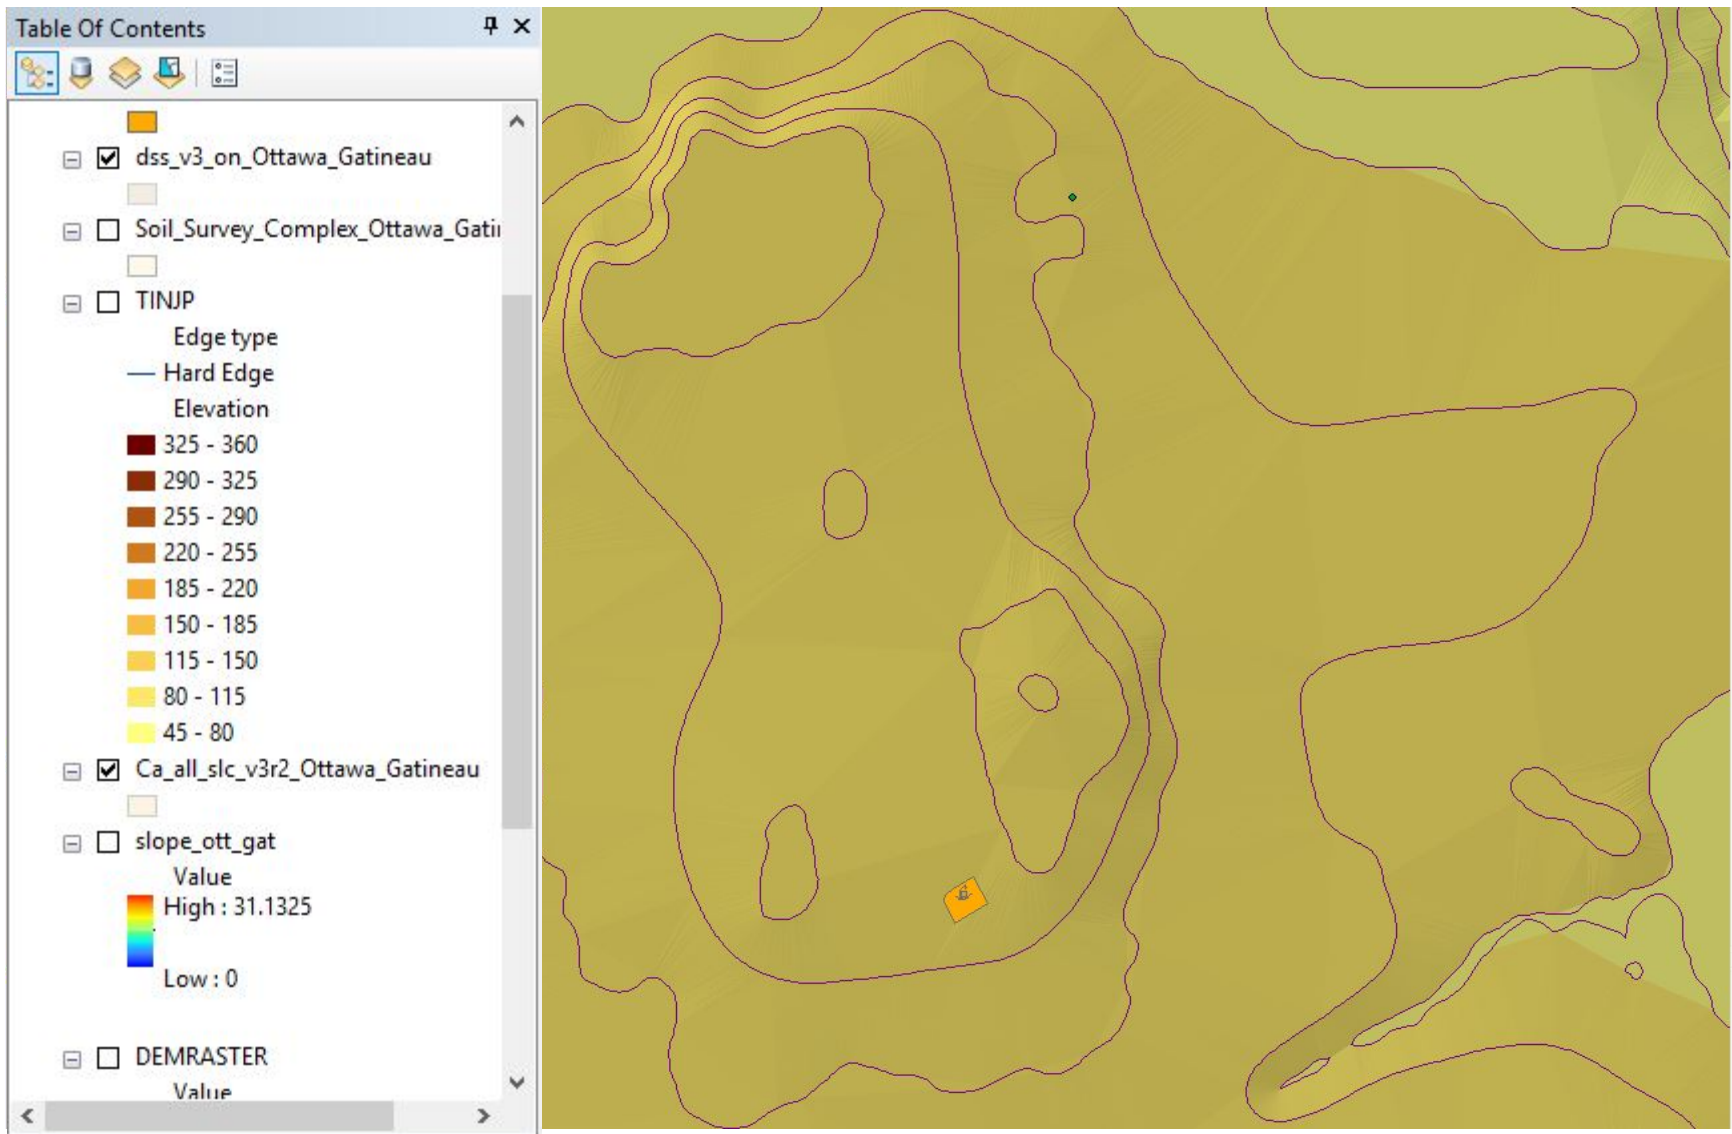 Table Of Contents
dss_v3_on_Ottawa_Gatineau
Soil_Survey_Complex_Ottawa_Gati
TINJP
Edge type
Hard Edge
Elevation
325 - 360
290 - 325
255 - 290
220 - 255
185 - 220
150 - 185
115 - 150
80 - 115
45 - 80
Ca_all_slc_v3r2_Ottawa_Gatineau
slope_ott_gat
Value
High : 31.1325
Low : 0
DEMRASTER
Value